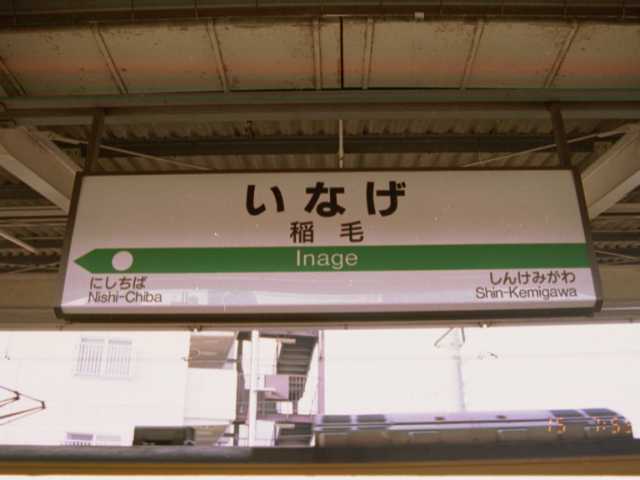 いなげ
稲毛
Inage
にしちば
Nishi-Chiba
しんけみがわ
Shin-Kemigawa